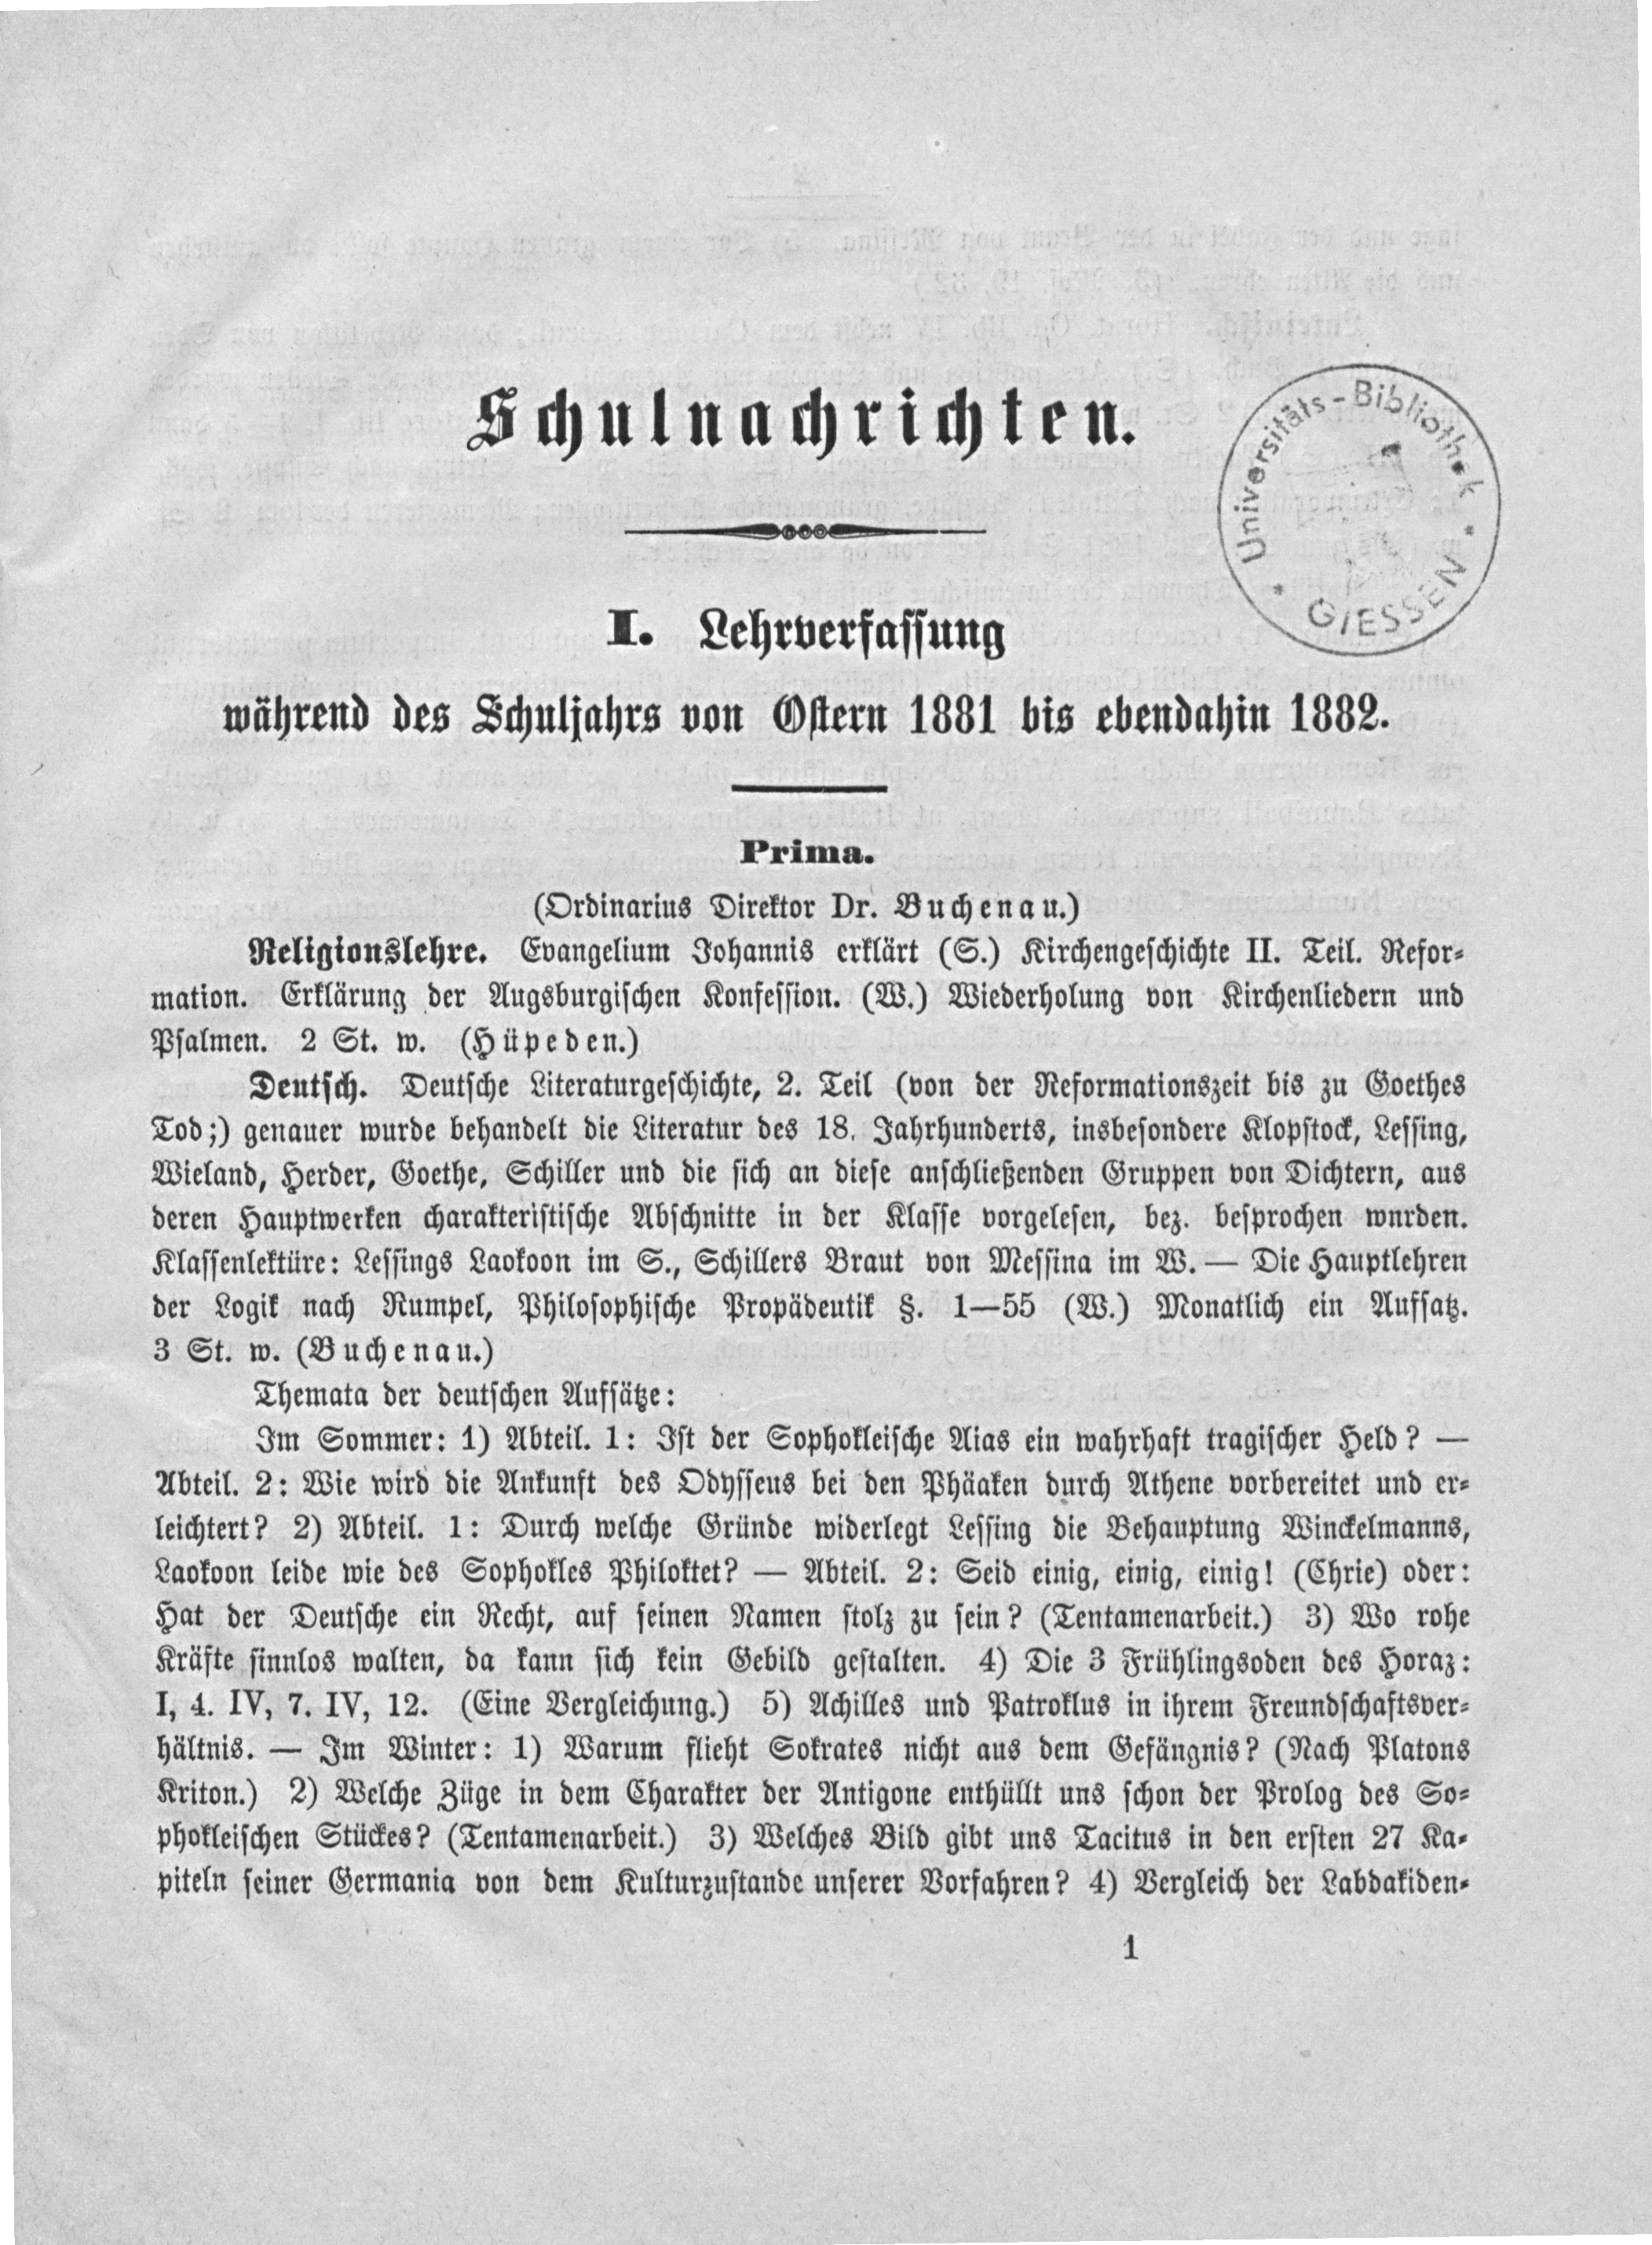 Schulnachrichten.
Universitäts-Bibliothek
* GIESSEN *
I. Lehrverfassung
während des Schuljahrs von Ostern 1881 bis ebendahin 1882.
Prima.
(Ordinarius Direktor Dr. Buchenau.)
Religionslehre. Evangelium Johannis erklärt (S.) Kirchengeschichte II. Teil. Refor-
mation. Erklärung der Augsburgischen Konfession. (W.) Wiederholung von Kirchenliedern und
Psalmen. 2 St. w. (Hüpeden.)
Deutsch. Deutsche Literaturgeschichte, 2. Teil (von der Reformationszeit bis zu Goethes
Tod;) genauer wurde behandelt die Literatur des 18. Jahrhunderts, insbesondere Klopstock, Lessing,
Wieland, Herder, Goethe, Schiller und die sich an diese anschließenden Gruppen von Dichtern, aus
deren Hauptwerken charakteristische Abschnitte in der Klasse vorgelesen, bez. besprochen wurden.
Klassenlektüre: Lessings Laokoon im S., Schillers Braut von Messina im W. — Die Hauptlehren
der Logik nach Rumpel, Philosophische Propädeutik §. 1—55 (W.) Monatlich ein Aufsatz.
3 St. w. (Buchenau.)
Themata der deutschen Aufsätze:
Im Sommer: 1) Abteil. 1: Ist der Sophokleische Aias ein wahrhaft tragischer Held? —
Abteil. 2: Wie wird die Ankunft des Odysseus bei den Phäaken durch Athene vorbereitet und er-
leichtert? 2) Abteil. 1: Durch welche Gründe widerlegt Lessing die Behauptung Winckelmanns,
Laokoon leide wie des Sophokles Philoktet? — Abteil. 2: Seid einig, einig, einig! (Chrie) oder:
Hat der Deutsche ein Recht, auf seinen Namen stolz zu sein? (Tentamenarbeit.) 3) Wo rohe
Kräfte sinnlos walten, da kann sich kein Gebild gestalten. 4) Die 3 Frühlingsoden des Horaz:
I, 4. IV, 7. IV, 12. (Eine Vergleichung.) 5) Achilles und Patroklus in ihrem Freundschaftsver-
hältnis. — Im Winter: 1) Warum flieht Sokrates nicht aus dem Gefängnis? (Nach Platons
Kriton.) 2) Welche Züge in dem Charakter der Antigone enthüllt uns schon der Prolog des So-
phokleischen Stückes? (Tentamenarbeit.) 3) Welches Bild gibt uns Tacitus in den ersten 27 Ka-
piteln seiner Germania von dem Kulturzustande unserer Vorfahren? 4) Vergleich der Labdakiden-
1